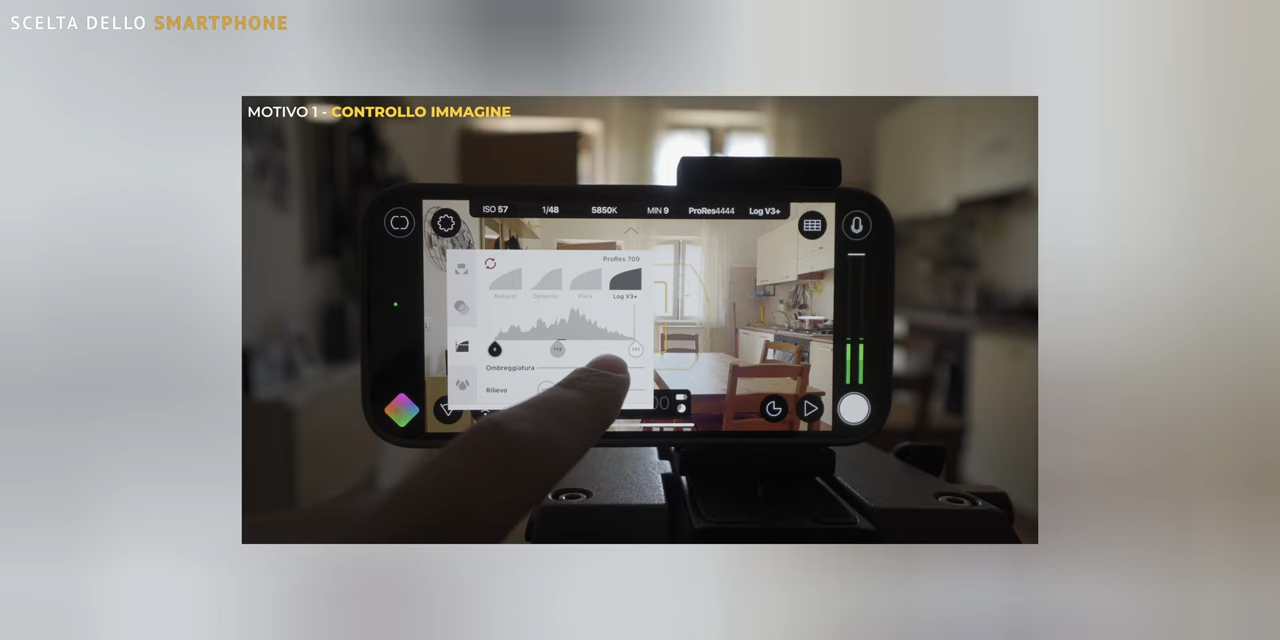 SCELTA DELLO SMARTPHONE
MOTIVO 1 - CONTROLLO IMMAGINE
ISO 57 1/48 5850K MIN 9 ProRes4444 Log V3+
ProRes 709
Natural Dynamic Flat+ Log V3+
Ombreggiatura
Rilievo